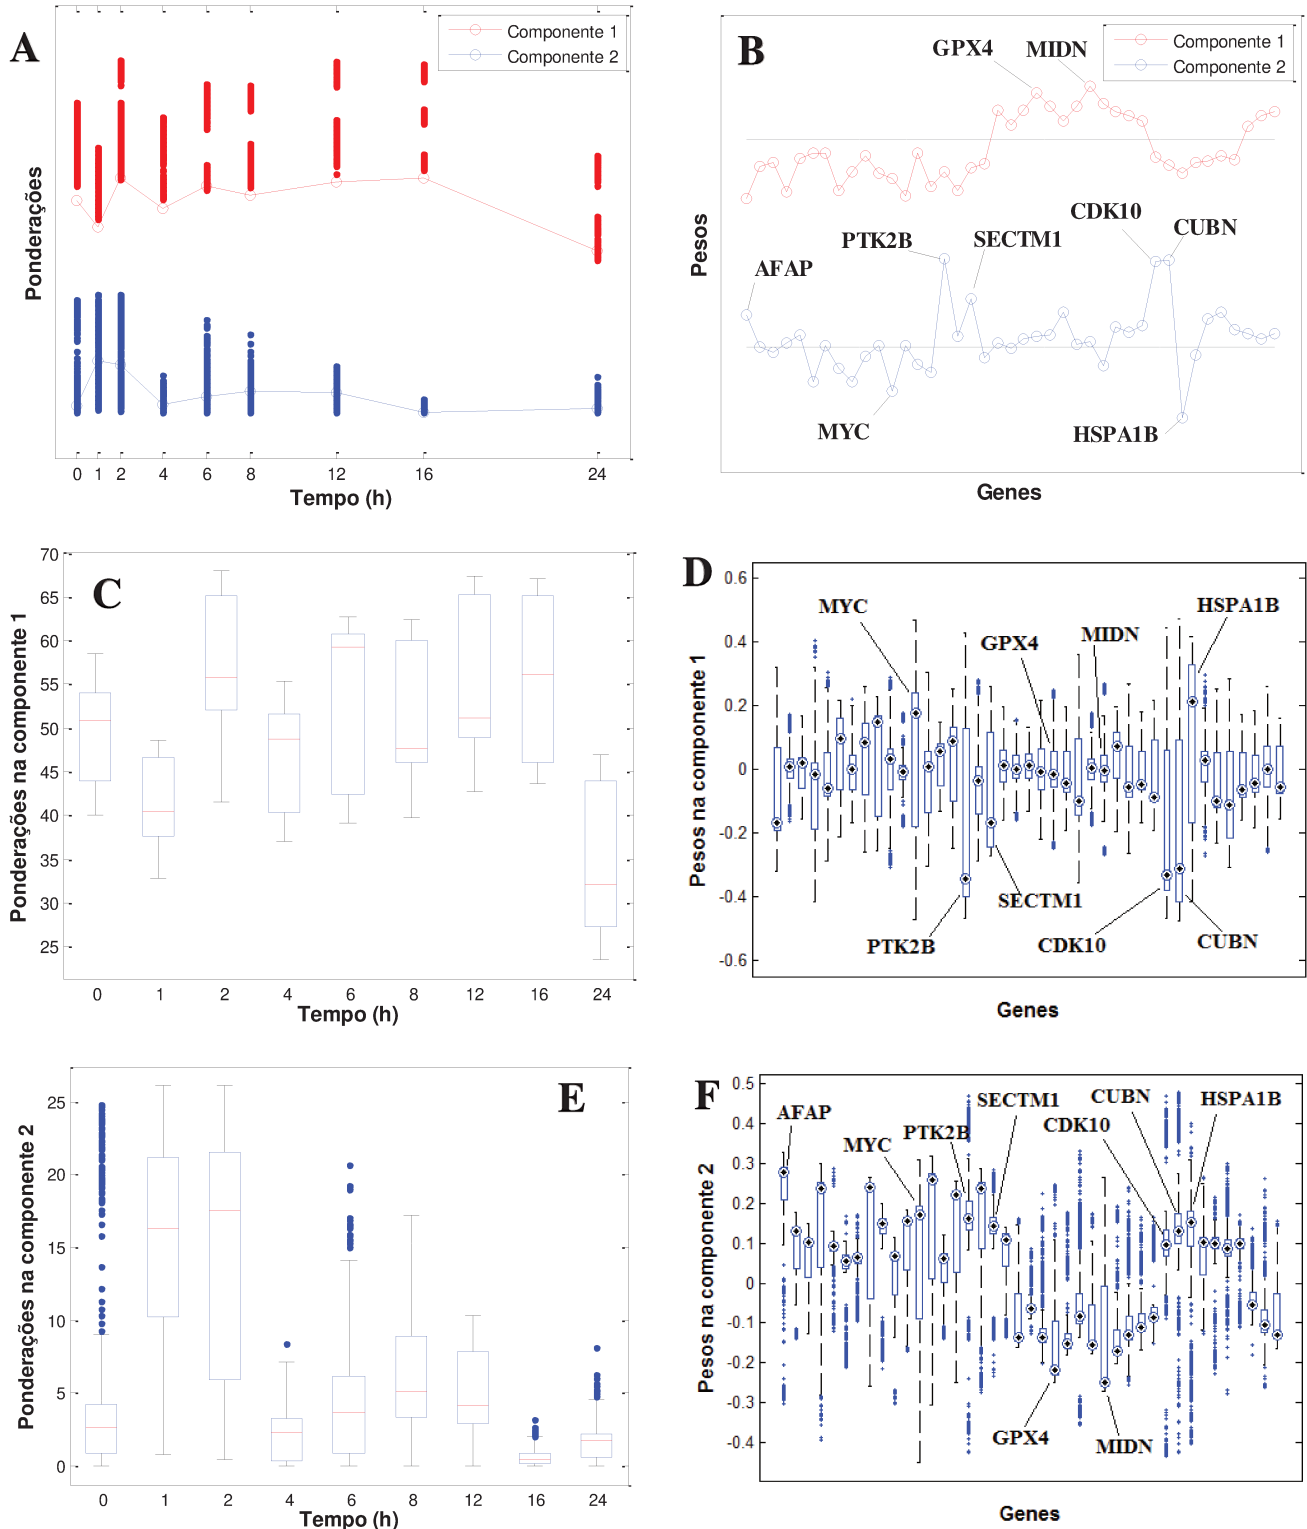 A
Componente 1
Componente 2
Ponderações
0 1 2 4 6 8 12 16 24
Tempo (h)
B
GPX4
MIDN
Componente 1
Componente 2
Pesos
AFAP
PTK2B
SECTM1
CDK10
CUBN
MYC
HSPA1B
Genes
C
Ponderações na componente 1
70
65
60
55
50
45
40
35
30
25
0 1 2 4 6 8 12 16 24
Tempo (h)
D
Pesos na componente 1
0.6
0.4
0.2
0
-0.2
-0.4
-0.6
MYC
GPX4
MIDN
HSPA1B
SECTM1
PTK2B
CDK10
CUBN
Genes
E
Ponderações na componente 2
25
20
15
10
5
0
0 1 2 4 6 8 12 16 24
Tempo (h)
F
Pesos na componente 2
0.5
0.4
0.3
0.2
0.1
0
-0.1
-0.2
-0.3
-0.4
AFAP
MYC
PTK2B
SECTM1
CDK10
CUBN
HSPA1B
GPX4
MIDN
Genes